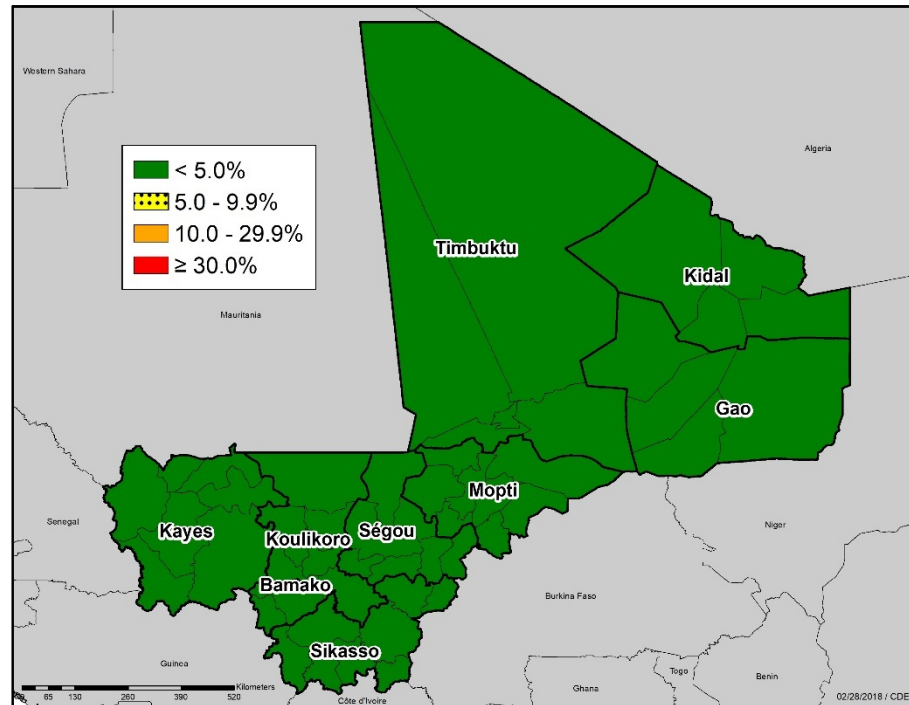 Western Sahara
Algeria
< 5.0%
5.0 - 9.9%
10.0 - 29.9%
≥ 30.0%
Timbuktu
Kidal
Mauritania
Gao
Mopti
Senegal
Kayes
Koulikoro
Ségou
Niger
Bamako
Burkina Faso
Sikasso
Guinea
Togo
Benin
Ghana
Kilometers
65 130 260 390 520
Côte d'Ivoire
02/28/2018 / CDE